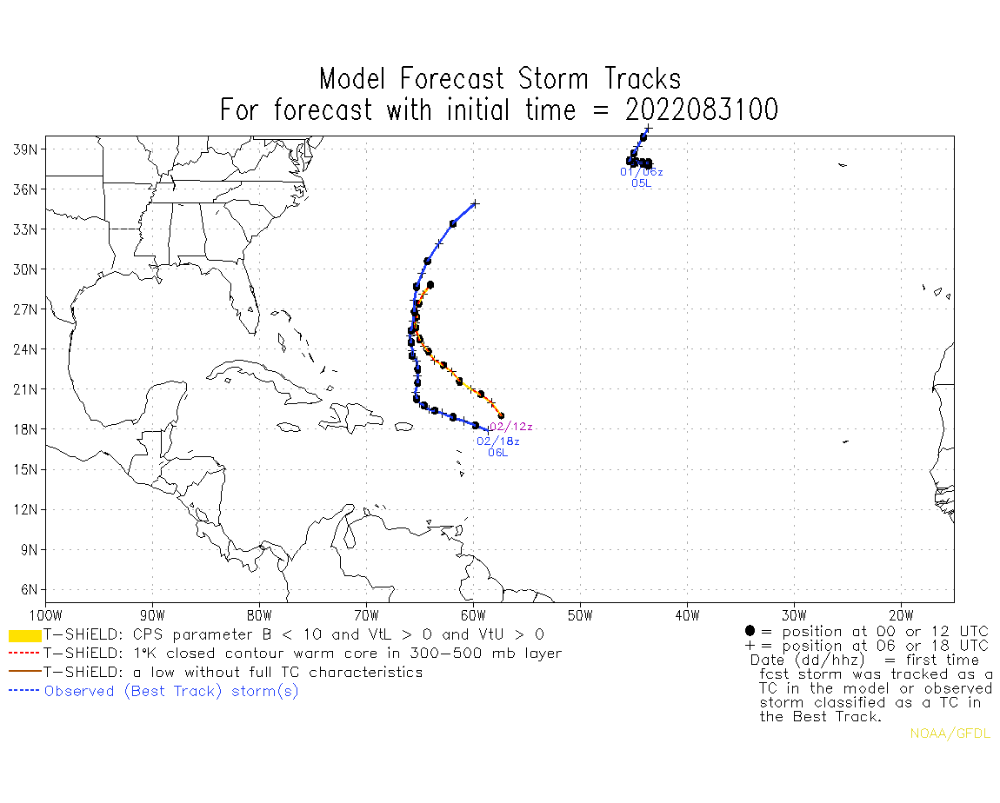 Model Forecast Storm Tracks
For forecast with initial time = 2022083100
39N
36N
33N
30N
27N
24N
21N
18N
15N
12N
9N
6N
01/06z
05L
02/12z
02/18z
06L
100W 90W 80W 70W 60W 50W 40W 30W 20W
T-SHiELD: CPS parameter B < 10 and VtL > 0 and VtU > 0
T-SHiELD: 1°K closed contour warm core in 300-500 mb layer
T-SHiELD: a low without full TC characteristics
Observed (Best Track) storm(s)
= position at 00 or 12 UTC
+ = position at 06 or 18 UTC
Date (dd/hhz) = first time
fcst storm was tracked as a
TC in the model or observed
storm classified as a TC in
the Best Track.
NOAA/GFDL